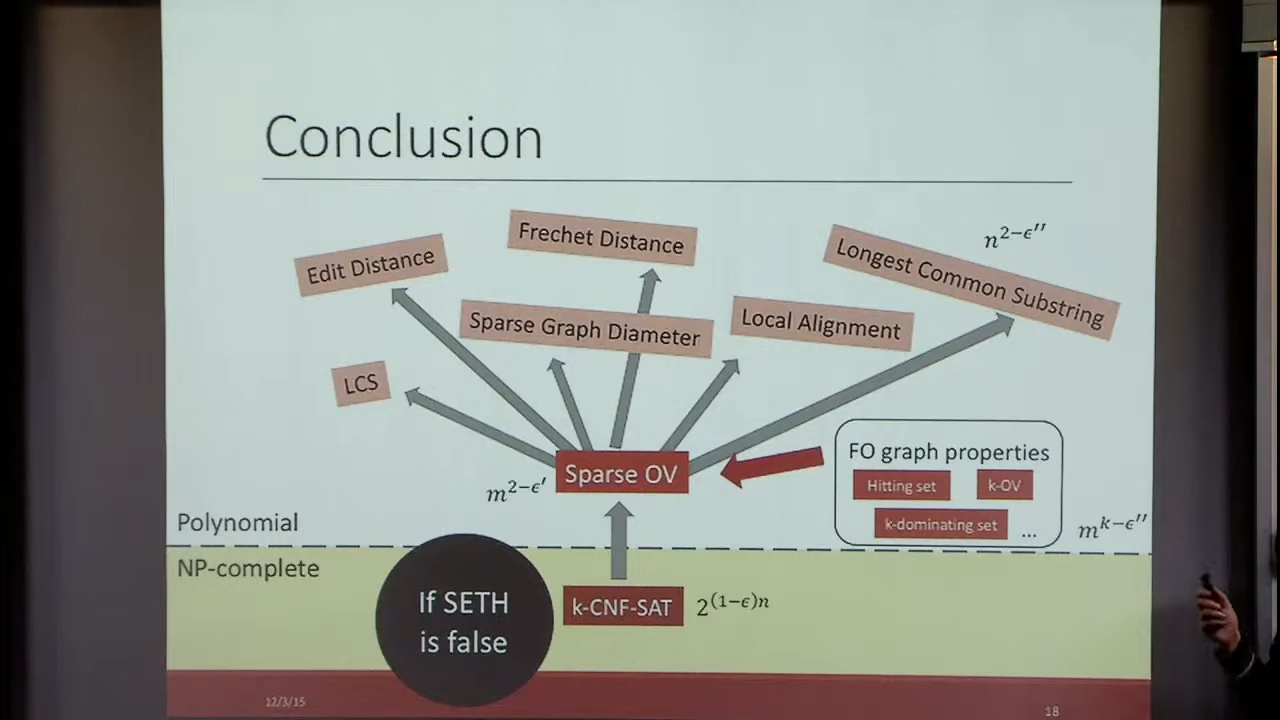 Conclusion
Frechet Distance
n^{2−ϵ′′}
Edit Distance
Longest Common Substring
Sparse Graph Diameter
Local Alignment
LCS
FO graph properties
Sparse OV
Hitting set
k-OV
m^{2−ϵ′}
Polynomial
k-dominating set
...
m^{k−ϵ′′}
NP-complete
If SETH
is false
k-CNF-SAT
2^{(1−ϵ)n}
12/3/15
18